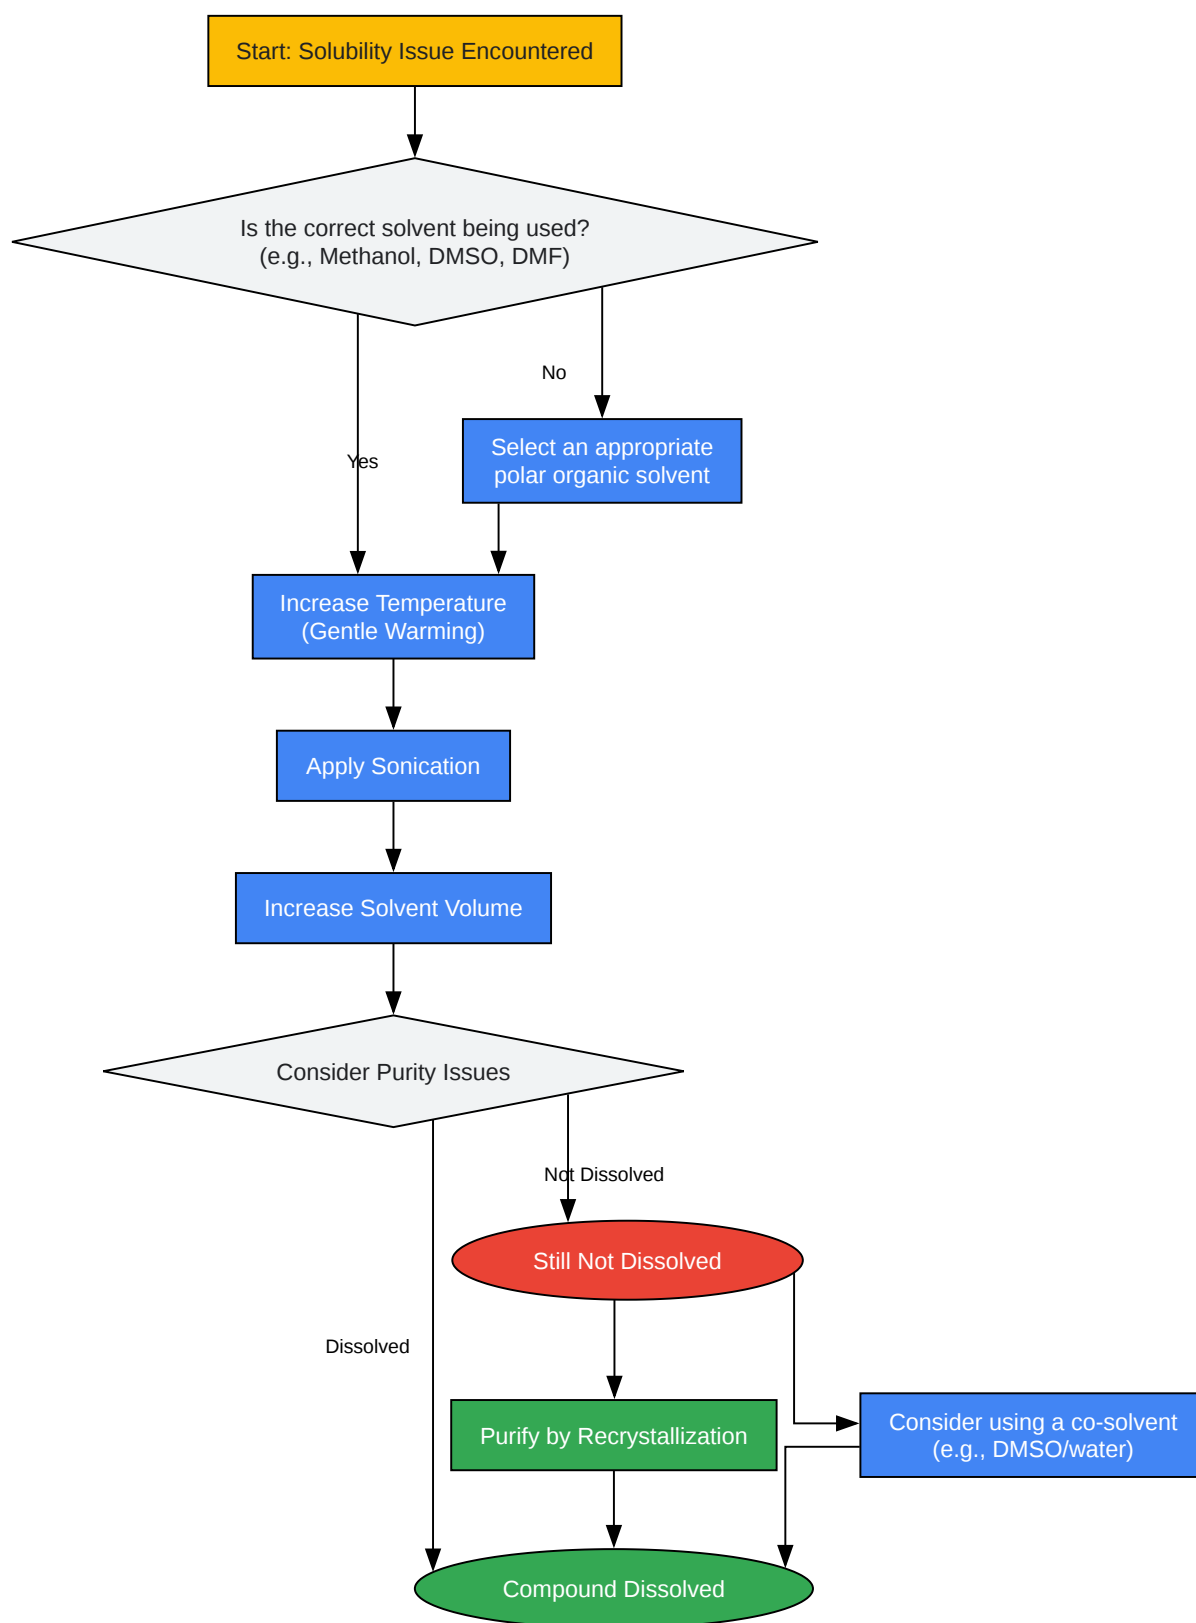 Start: Solubility Issue Encountered
Is the correct solvent being used?
(e.g., Methanol, DMSO, DMF)
No
Select an appropriate
polar organic solvent
Yes
Increase Temperature
(Gentle Warming)
Apply Sonication
Increase Solvent Volume
Consider Purity Issues
Not Dissolved
Still Not Dissolved
Dissolved
Purify by Recrystallization
Consider using a co-solvent
(e.g., DMSO/water)
Compound Dissolved